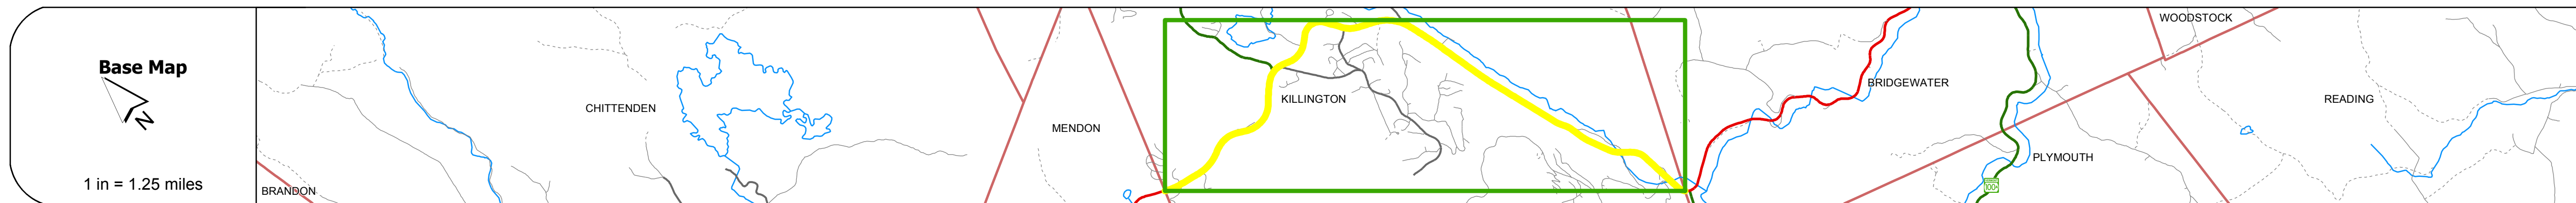 Base Map
N
1 in = 1.25 miles
BRANDON
CHITTENDEN
MENDON
KILLINGTON
BRIDGEWATER
WOODSTOCK
READING
PLYMOUTH
100